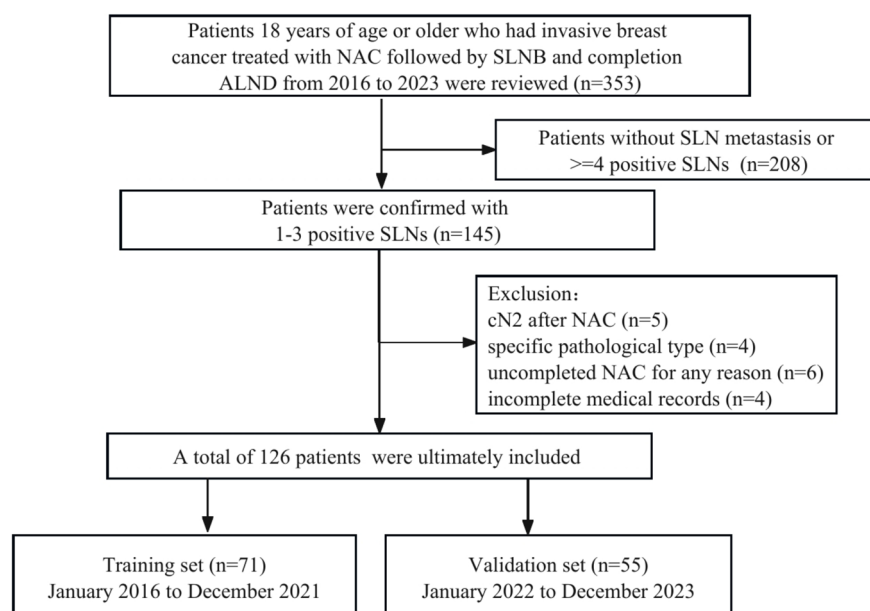 Patients 18 years of age or older who had invasive breast
cancer treated with NAC followed by SLNB and completion
ALND from 2016 to 2023 were reviewed (n=353)
Patients without SLN metastasis or
>=4 positive SLNs (n=208)
Patients were confirmed with
1-3 positive SLNs (n=145)
Exclusion：
cN2 after NAC (n=5)
specific pathological type (n=4)
uncompleted NAC for any reason (n=6)
incomplete medical records (n=4)
A total of 126 patients were ultimately included
Training set (n=71)
January 2016 to December 2021
Validation set (n=55)
January 2022 to December 2023